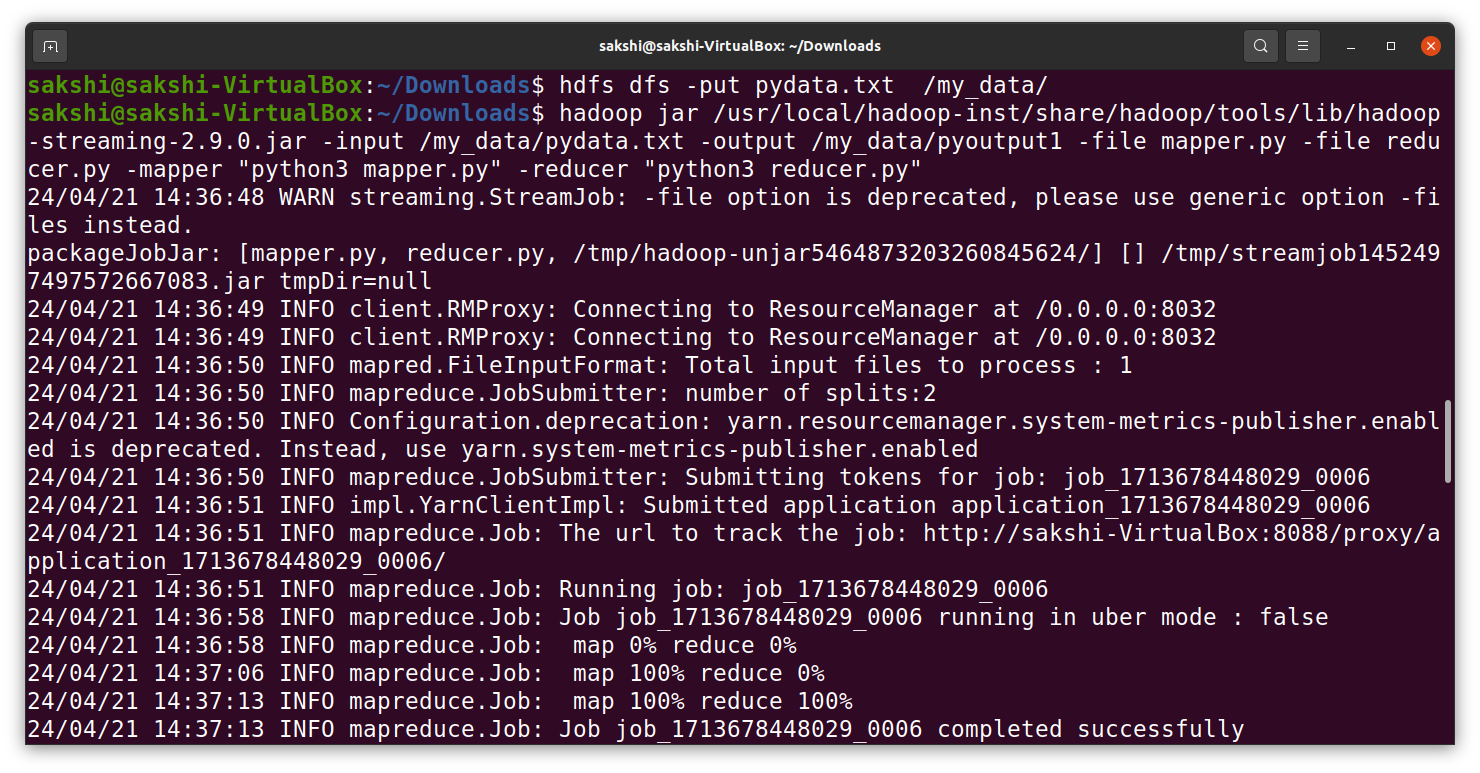 sakshi@sakshi-VirtualBox: ~/Downloads
sakshi@sakshi-VirtualBox:~/Downloads$ hdfs dfs -put pydata.txt  /my_data/
sakshi@sakshi-VirtualBox:~/Downloads$ hadoop jar /usr/local/hadoop-inst/share/hadoop/tools/lib/hadoop
-streaming-2.9.0.jar -input /my_data/pydata.txt -output /my_data/pyoutput1 -file mapper.py -file redu
cer.py -mapper "python3 mapper.py" -reducer "python3 reducer.py"
24/04/21 14:36:48 WARN streaming.StreamJob: -file option is deprecated, please use generic option -fi
les instead.
packageJobJar: [mapper.py, reducer.py, /tmp/hadoop-unjar5464873203260845624/] [] /tmp/streamjob145249
7497572667083.jar tmpDir=null
24/04/21 14:36:49 INFO client.RMProxy: Connecting to ResourceManager at /0.0.0.0:8032
24/04/21 14:36:49 INFO client.RMProxy: Connecting to ResourceManager at /0.0.0.0:8032
24/04/21 14:36:50 INFO mapred.FileInputFormat: Total input files to process : 1
24/04/21 14:36:50 INFO mapreduce.JobSubmitter: number of splits:2
24/04/21 14:36:50 INFO Configuration.deprecation: yarn.resourcemanager.system-metrics-publisher.enabl
ed is deprecated. Instead, use yarn.system-metrics-publisher.enabled
24/04/21 14:36:50 INFO mapreduce.JobSubmitter: Submitting tokens for job: job_1713678448029_0006
24/04/21 14:36:51 INFO impl.YarnClientImpl: Submitted application application_1713678448029_0006
24/04/21 14:36:51 INFO mapreduce.Job: The url to track the job: http://sakshi-VirtualBox:8088/proxy/a
pplication_1713678448029_0006/
24/04/21 14:36:51 INFO mapreduce.Job: Running job: job_1713678448029_0006
24/04/21 14:36:58 INFO mapreduce.Job: Job job_1713678448029_0006 running in uber mode : false
24/04/21 14:36:58 INFO mapreduce.Job:  map 0% reduce 0%
24/04/21 14:37:06 INFO mapreduce.Job:  map 100% reduce 0%
24/04/21 14:37:13 INFO mapreduce.Job:  map 100% reduce 100%
24/04/21 14:37:13 INFO mapreduce.Job: Job job_1713678448029_0006 completed successfully